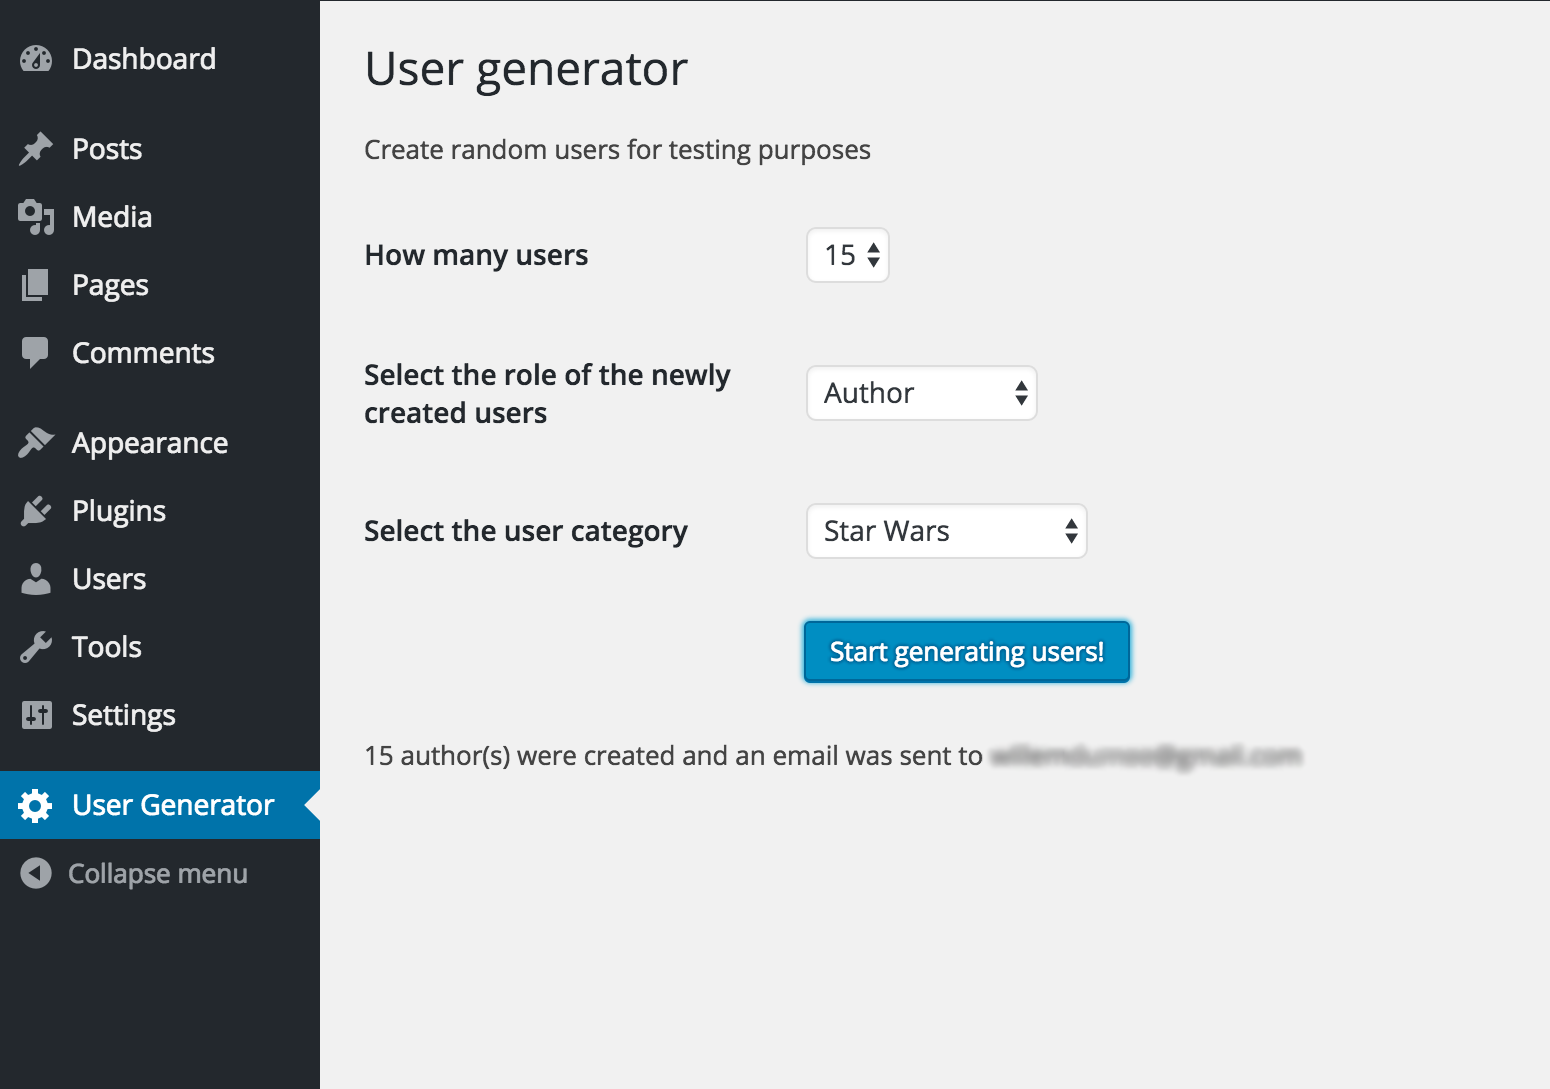 Dashboard
Posts
Media
Pages
Comments
Appearance
Plugins
Users
Tools
Settings
User Generator
Collapse menu
User generator
Create random users for testing purposes
How many users
15
Select the role of the newly
created users
Author
Select the user category
Star Wars
Start generating users!
15 author(s) were created and an email was sent to